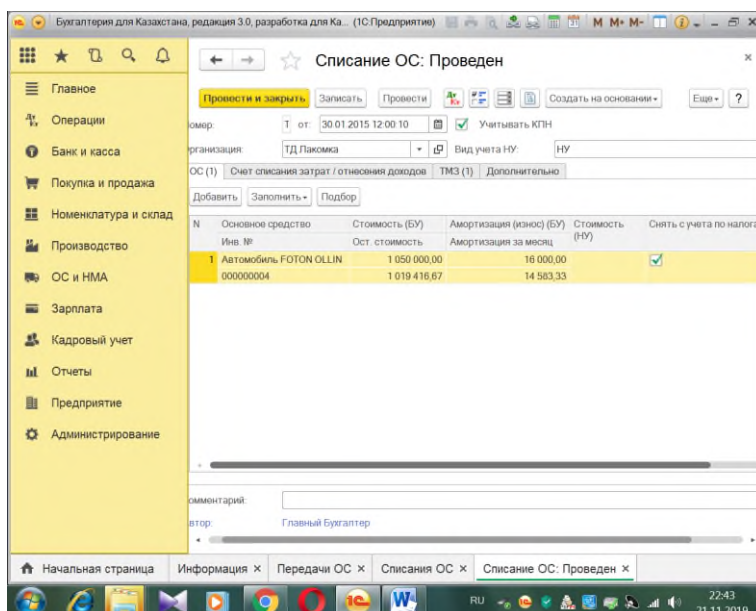 Бухгалтерия для Казахстана, редакция 3.0, разработка для Ка... (1С:Предприятие)
M M+ M-
Главное
Операции
Банк и касса
Покупка и продажа
Номенклатура и склад
Производство
ОС и НМА
Зарплата
Кадровый учет
Отчеты
Предприятие
Администрирование
Списание ОС: Проведен
Провести и закрыть Записать Провести Создать на основании Еще ?
омер: Т от: 30.01.2015 12:00:10 Учитывать КПН
рганизация: ТД Лакомка Вид учета НУ: НУ
ОС (1) Счет списания затрат / отнесения доходов ТМЗ (1) Дополнительно
Добавить Заполнить Подбор
N Основное средство Стоимость (БУ) Амортизация (износ) (БУ) Стоимость (НУ) Снять с учета по налога
Инв. № Ост. стоимость Амортизация за месяц
1 Автомобиль FOTON OLLIN 1 050 000,00 16 000,00
000000004 1 019 416,67 14 583,33
омментарий:
втор: Главный Бухгалтер
Начальная страница Информация × Передачи ОС × Списания ОС × Списание ОС: Проведен ×
RU 22:43
21.11.2019